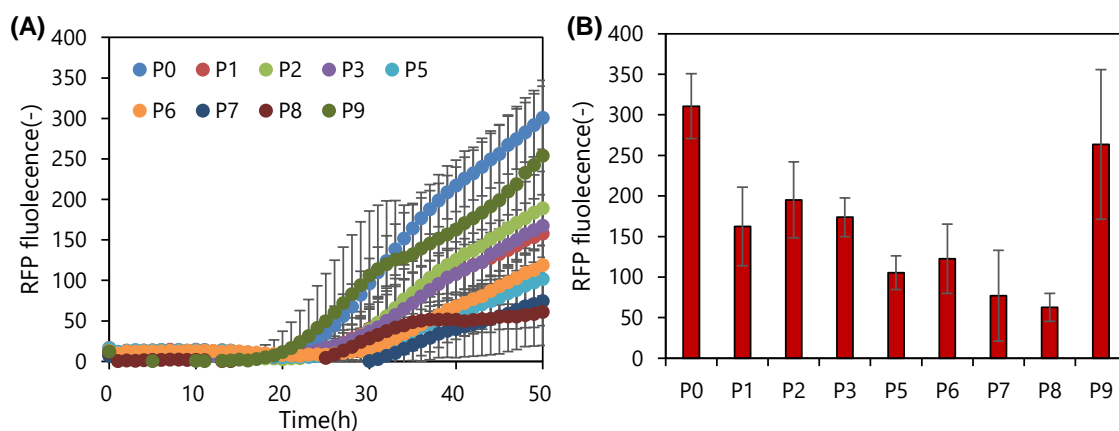 (A)
RFP fluolecence(-)
400
350
300
250
200
150
100
50
0
P0 P1 P2 P3 P5
P6 P7 P8 P9
0 10 20 30 40 50
Time(h)
(B)
RFP fluolecence(-)
400
350
300
250
200
150
100
50
0
P0 P1 P2 P3 P5 P6 P7 P8 P9